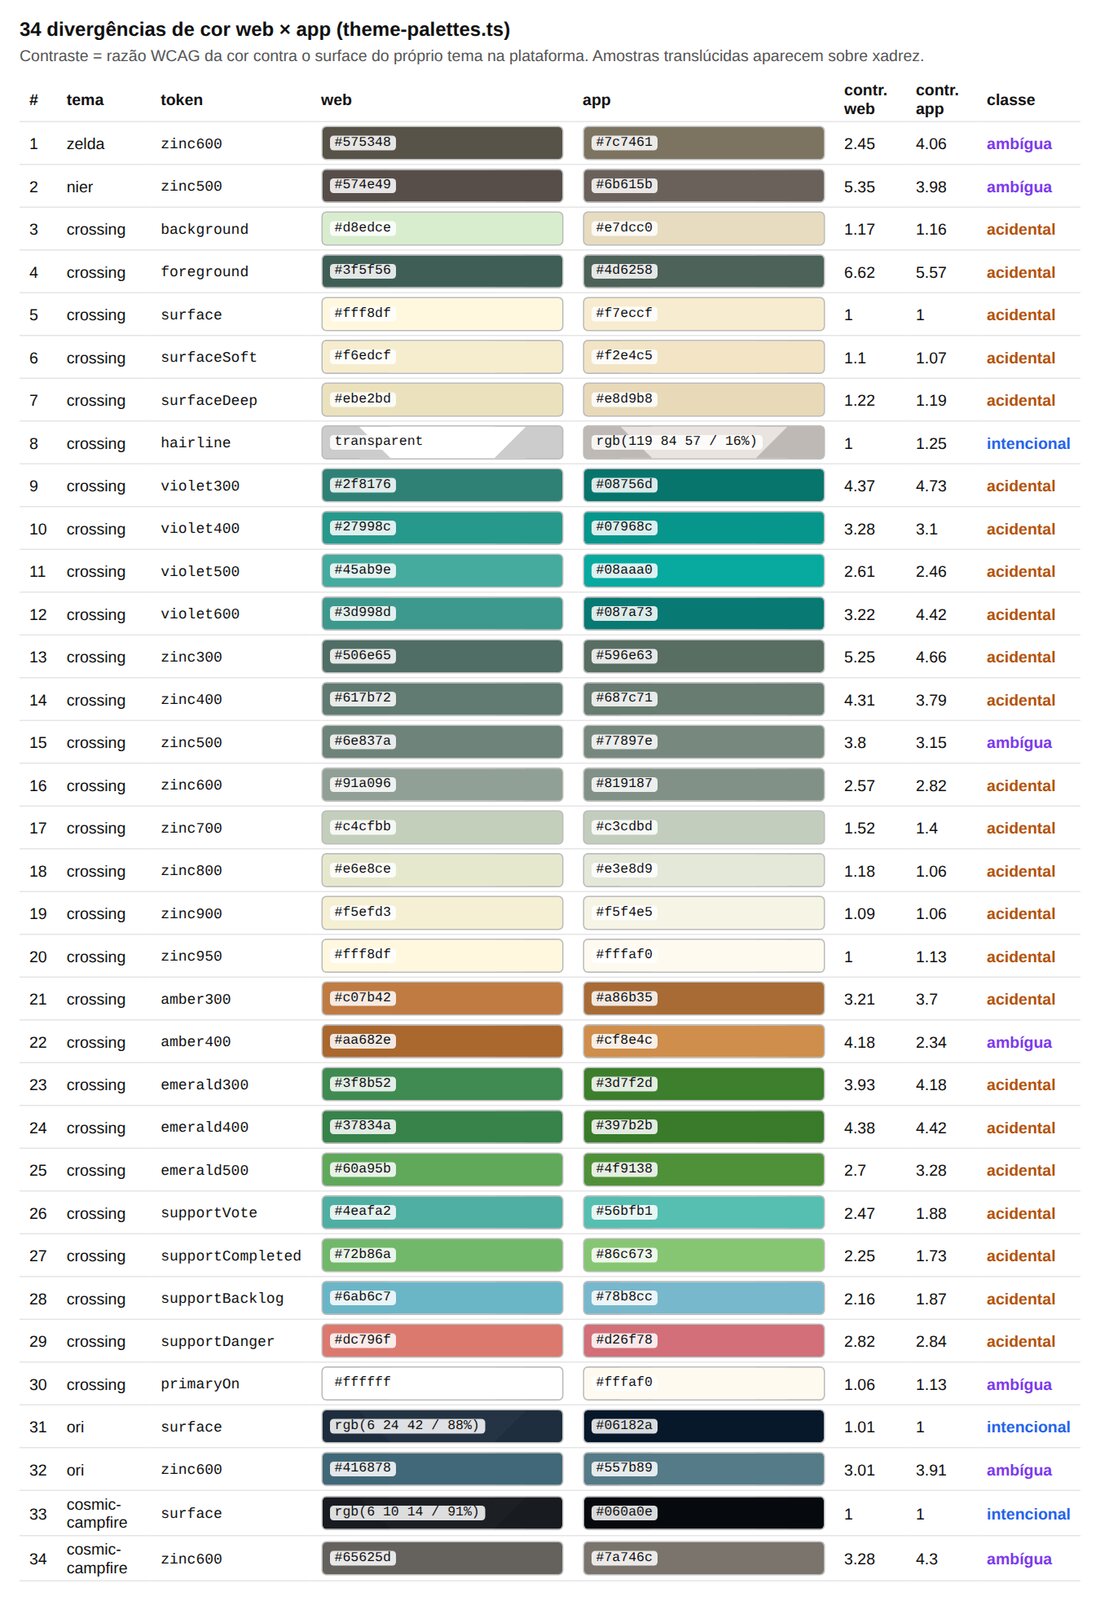 34 divergências de cor web × app (theme-palettes.ts)
Contraste = razão WCAG da cor contra o surface do próprio tema na plataforma. Amostras translúcidas aparecem sobre xadrez.
# tema token web app contr. web contr. app classe
1 zelda zinc600 #575348 #7c7461 2.45 4.06 ambígua
2 nier zinc500 #574e49 #6b615b 5.35 3.98 ambígua
3 crossing background #d8edce #e7dcc0 1.17 1.16 acidental
4 crossing foreground #3f5f56 #4d6258 6.62 5.57 acidental
5 crossing surface #fff8df #f7eccf 1 1 acidental
6 crossing surfaceSoft #f6edcf #f2e4c5 1.1 1.07 acidental
7 crossing surfaceDeep #ebe2bd #e8d9b8 1.22 1.19 acidental
8 crossing hairline transparent rgb(119 84 57 / 16%) 1 1.25 intencional
9 crossing violet300 #2f8176 #08756d 4.37 4.73 acidental
10 crossing violet400 #27998c #07968c 3.28 3.1 acidental
11 crossing violet500 #45ab9e #08aaa0 2.61 2.46 acidental
12 crossing violet600 #3d998d #087a73 3.22 4.42 acidental
13 crossing zinc300 #506e65 #596e63 5.25 4.66 acidental
14 crossing zinc400 #617b72 #687c71 4.31 3.79 acidental
15 crossing zinc500 #6e837a #77897e 3.8 3.15 ambígua
16 crossing zinc600 #91a096 #819187 2.57 2.82 acidental
17 crossing zinc700 #c4cfbb #c3cdbd 1.52 1.4 acidental
18 crossing zinc800 #e6e8ce #e3e8d9 1.18 1.06 acidental
19 crossing zinc900 #f5efd3 #f5f4e5 1.09 1.06 acidental
20 crossing zinc950 #fff8df #fffaf0 1 1.13 acidental
21 crossing amber300 #c07b42 #a86b35 3.21 3.7 acidental
22 crossing amber400 #aa682e #cf8e4c 4.18 2.34 ambígua
23 crossing emerald300 #3f8b52 #3d7f2d 3.93 4.18 acidental
24 crossing emerald400 #37834a #397b2b 4.38 4.42 acidental
25 crossing emerald500 #60a95b #4f9138 2.7 3.28 acidental
26 crossing supportVote #4eafa2 #56bfb1 2.47 1.88 acidental
27 crossing supportCompleted #72b86a #86c673 2.25 1.73 acidental
28 crossing supportBacklog #6ab6c7 #78b8cc 2.16 1.87 acidental
29 crossing supportDanger #dc796f #d26f78 2.82 2.84 acidental
30 crossing primaryOn #ffffff #fffaf0 1.06 1.13 ambígua
31 ori surface rgb(6 24 42 / 88%) #06182a 1.01 1 intencional
32 ori zinc600 #416878 #557b89 3.01 3.91 ambígua
33 cosmic-campfire surface rgb(6 10 14 / 91%) #060a0e 1 1 intencional
34 cosmic-campfire zinc600 #65625d #7a746c 3.28 4.3 ambígua